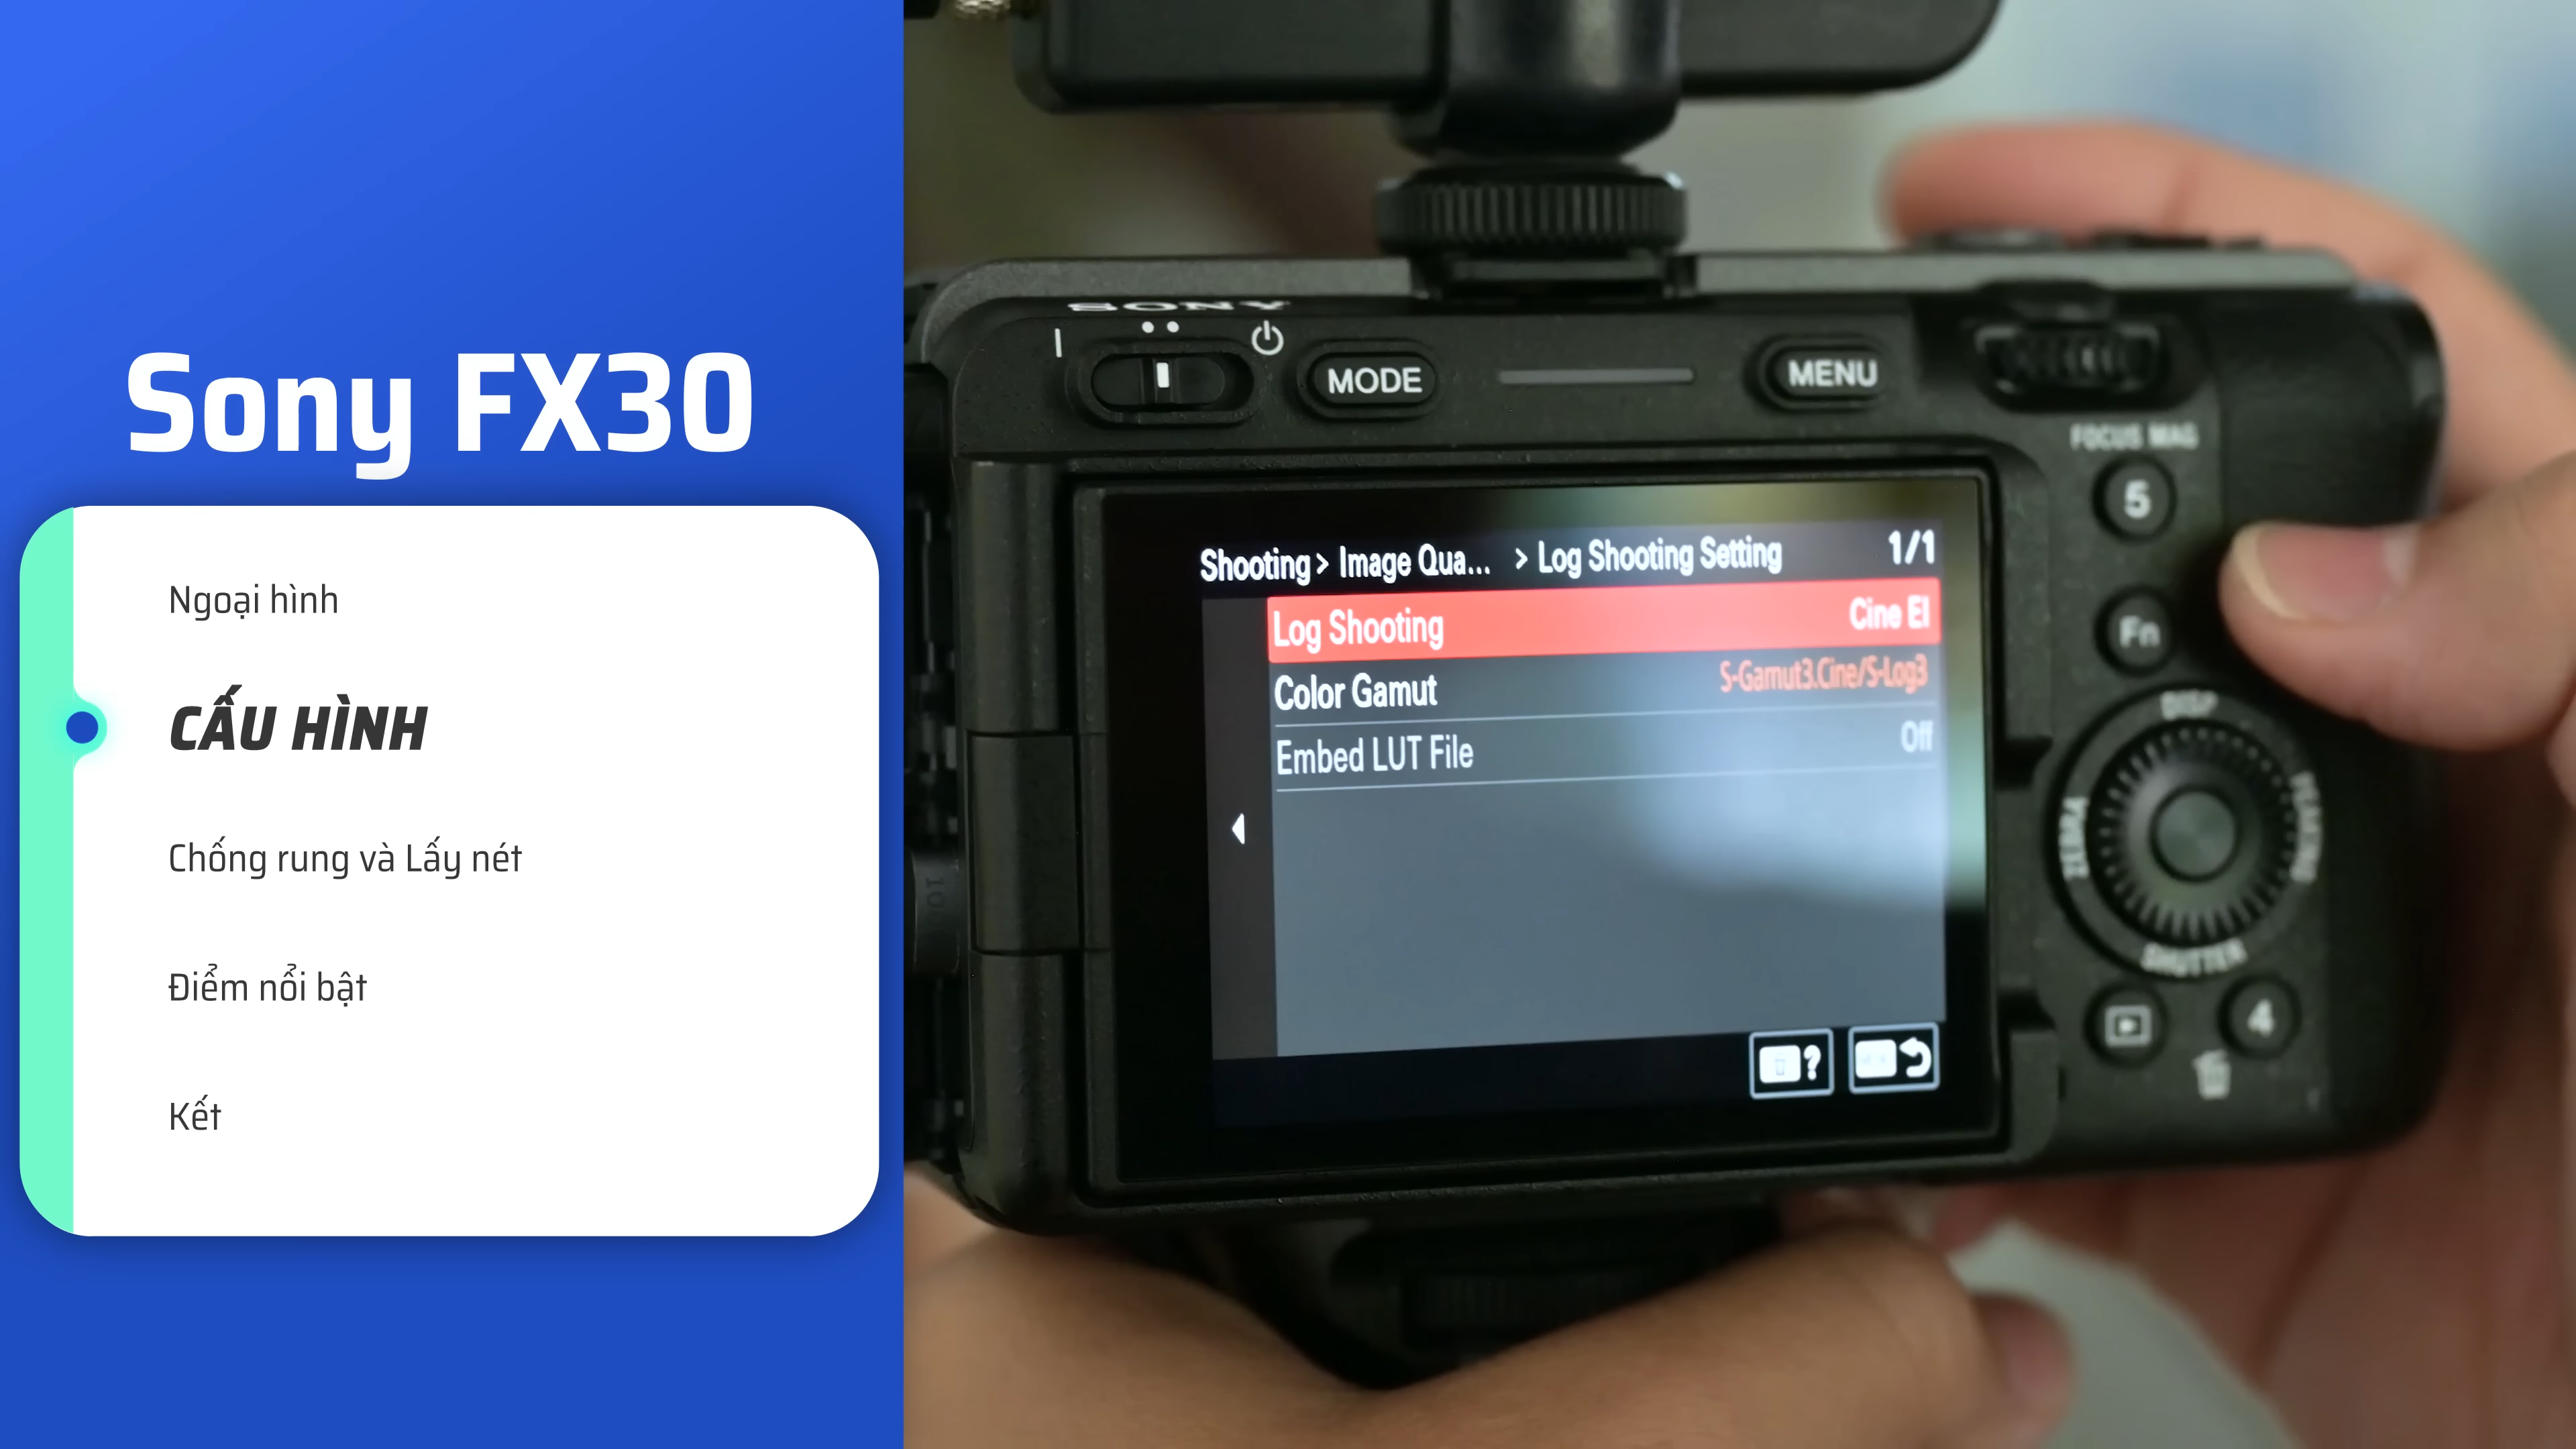 Sony FX30
Ngoại hình
CẤU HÌNH
Chống rung và Lấy nét
Điểm nổi bật
Kết
SONY
MODE
MENU
FOCUS MAG
5
Shooting > Image Qua... > Log Shooting Setting 1/1
Log Shooting Cine EI
Color Gamut S-Gamut3.Cine/S-Log3
Embed LUT File Off
?
Fn
DISP
ZEBRA
PEAKING
SHUTTER
4